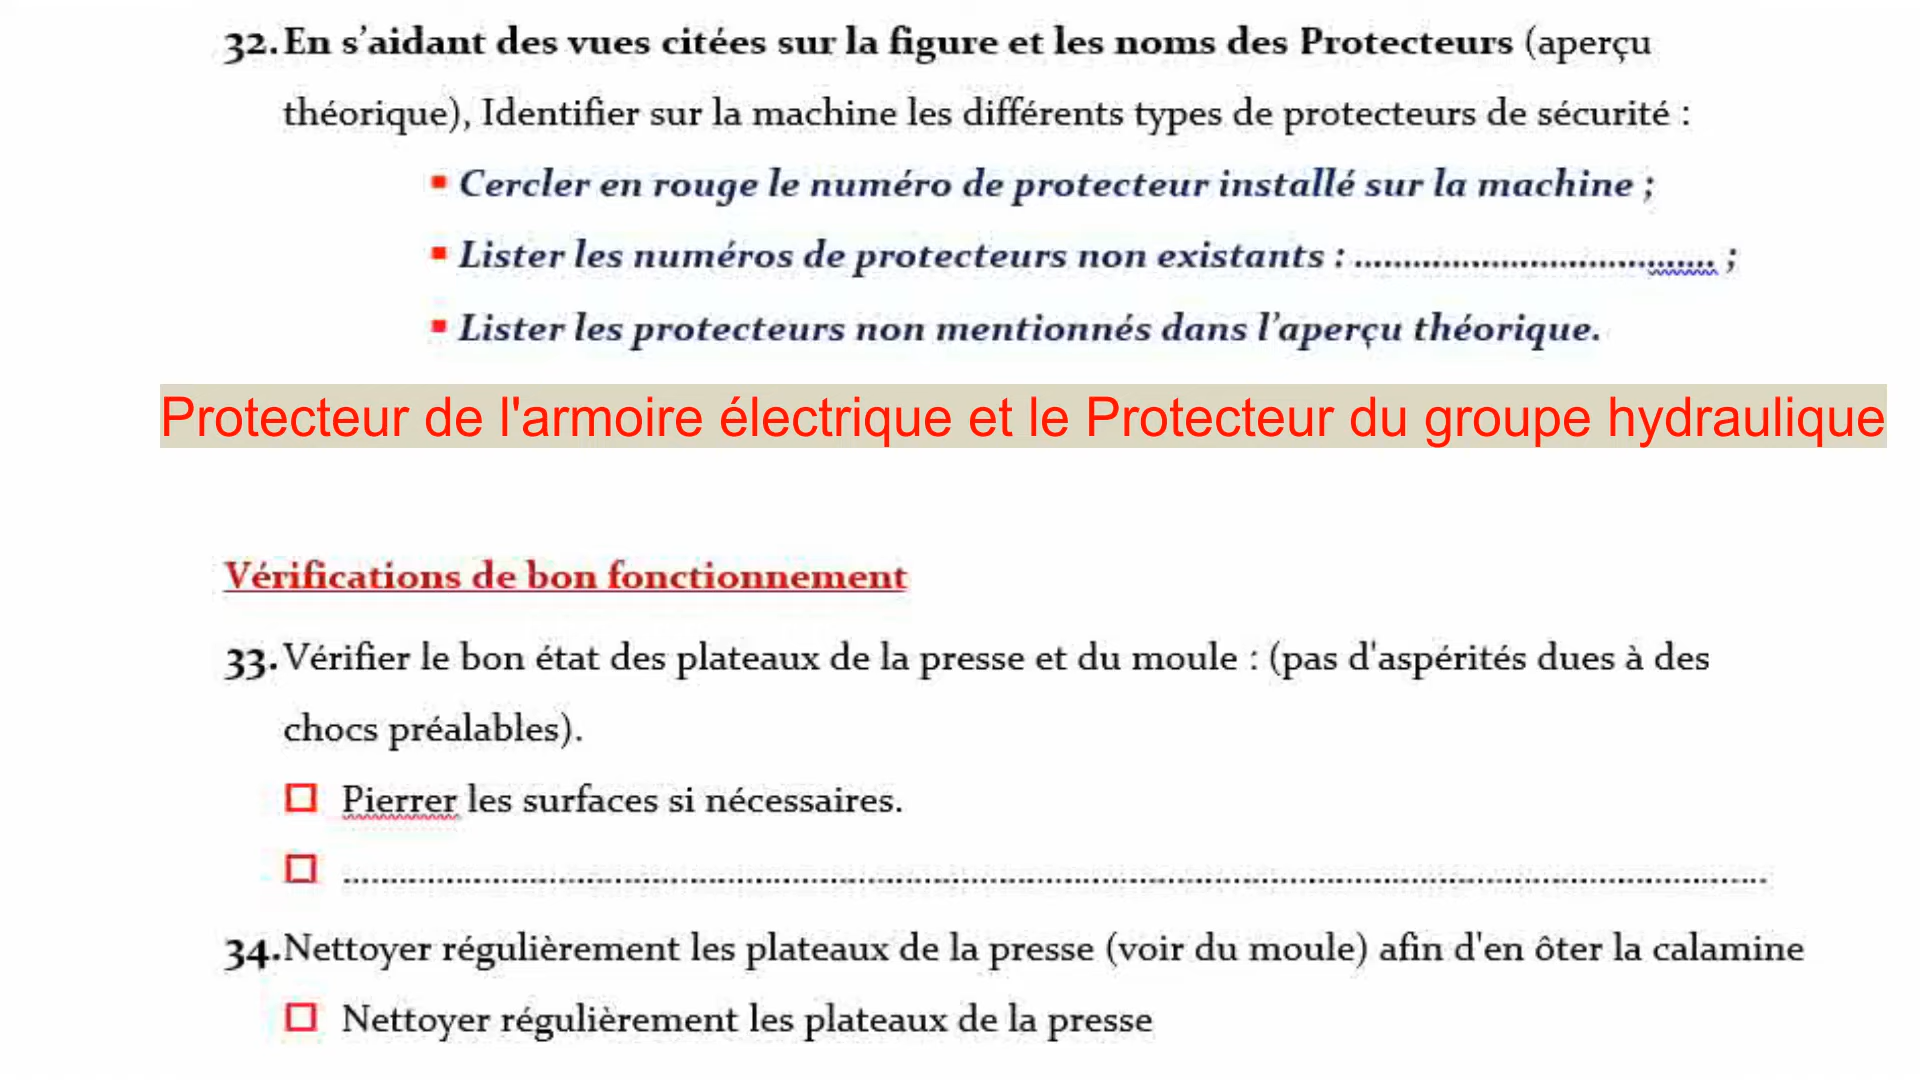 32. En s'aidant des vues citées sur la figure et les noms des Protecteurs (aperçu
théorique), Identifier sur la machine les différents types de protecteurs de sécurité :
▪ Cercler en rouge le numéro de protecteur installé sur la machine ;
▪ Lister les numéros de protecteurs non existants : ........................................ ;
▪ Lister les protecteurs non mentionnés dans l'aperçu théorique.
Protecteur de l'armoire électrique et le Protecteur du groupe hydraulique
Vérifications de bon fonctionnement
33. Vérifier le bon état des plateaux de la presse et du moule : (pas d'aspérités dues à des
chocs préalables).
□ Pierrer les surfaces si nécessaires.
□ ........................................................................................................................
34. Nettoyer régulièrement les plateaux de la presse (voir du moule) afin d'en ôter la calamine
□ Nettoyer régulièrement les plateaux de la presse